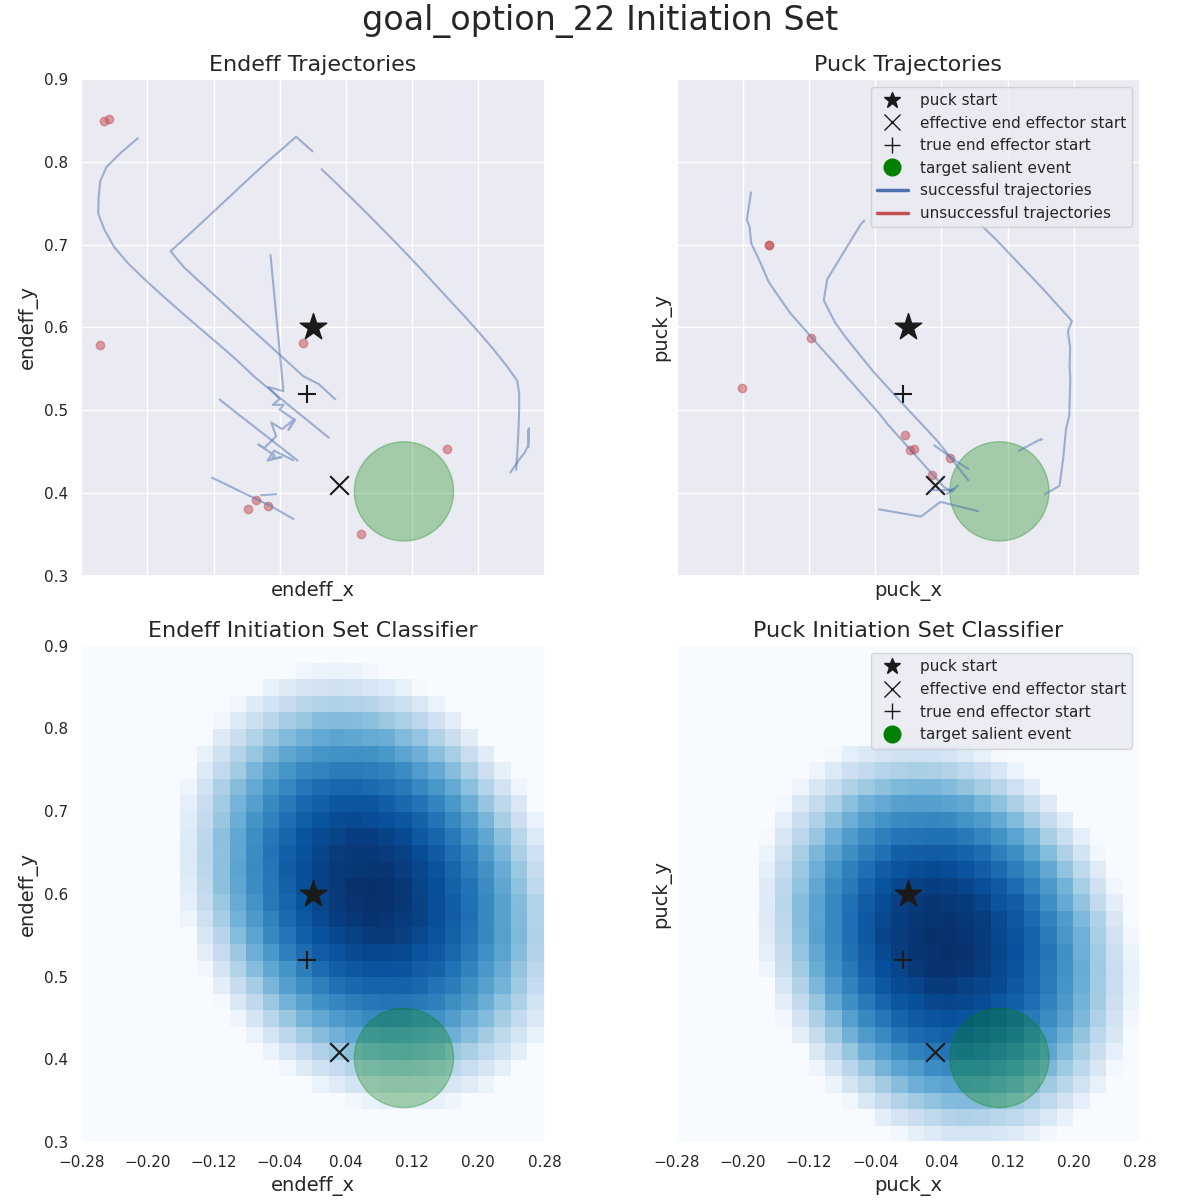 goal_option_22 Initiation Set
Endeff Trajectories
0.9
0.8
0.7
0.6
0.5
0.4
0.3
endeff_y
endeff_x
Puck Trajectories
puck start
effective end effector start
true end effector start
target salient event
successful trajectories
unsuccessful trajectories
puck_y
puck_x
Endeff Initiation Set Classifier
0.9
0.8
0.7
0.6
0.5
0.4
0.3
endeff_y
−0.28 −0.20 −0.12 −0.04 0.04 0.12 0.20 0.28
endeff_x
Puck Initiation Set Classifier
puck start
effective end effector start
true end effector start
target salient event
puck_y
−0.28 −0.20 −0.12 −0.04 0.04 0.12 0.20 0.28
puck_x